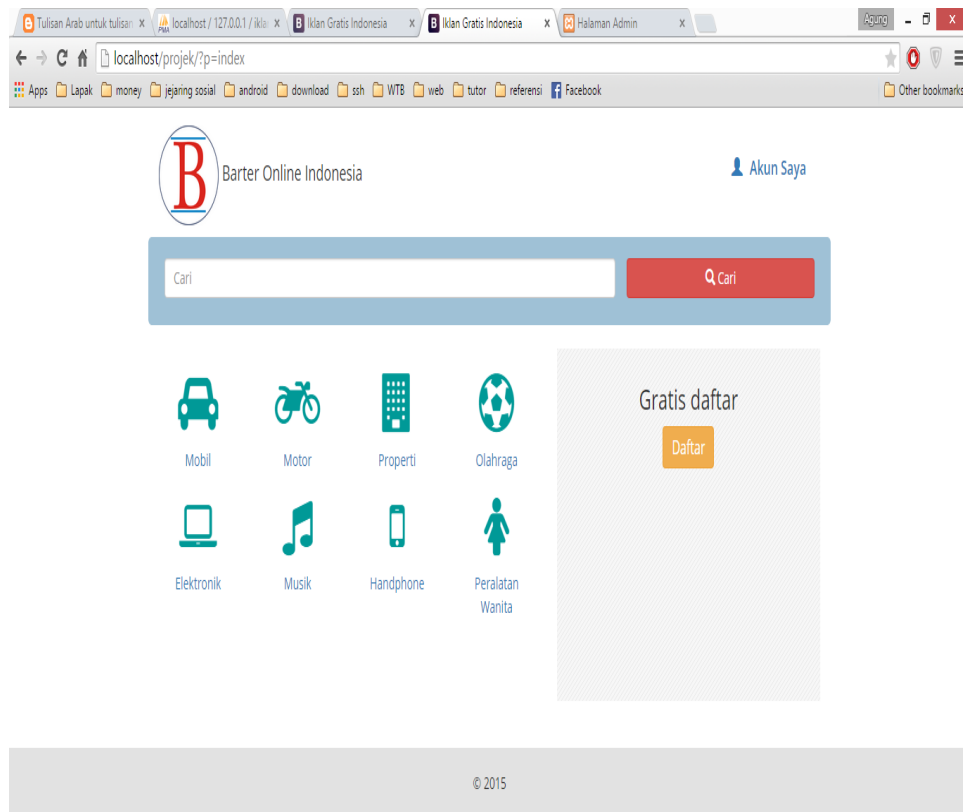 Tulisan Arab untuk tulisan
localhost / 127.0.0.1 / ikla
Iklan Gratis Indonesia
Iklan Gratis Indonesia
Halaman Admin
Agung
localhost/projek/?p=index
Apps Lapak money jejaring sosial android download ssh WTB web tutor referensi Facebook Other bookmarks
B Barter Online Indonesia
Akun Saya
Cari
Cari
Gratis daftar
Daftar
Mobil Motor Properti Olahraga
Elektronik Musik Handphone Peralatan
Wanita
© 2015